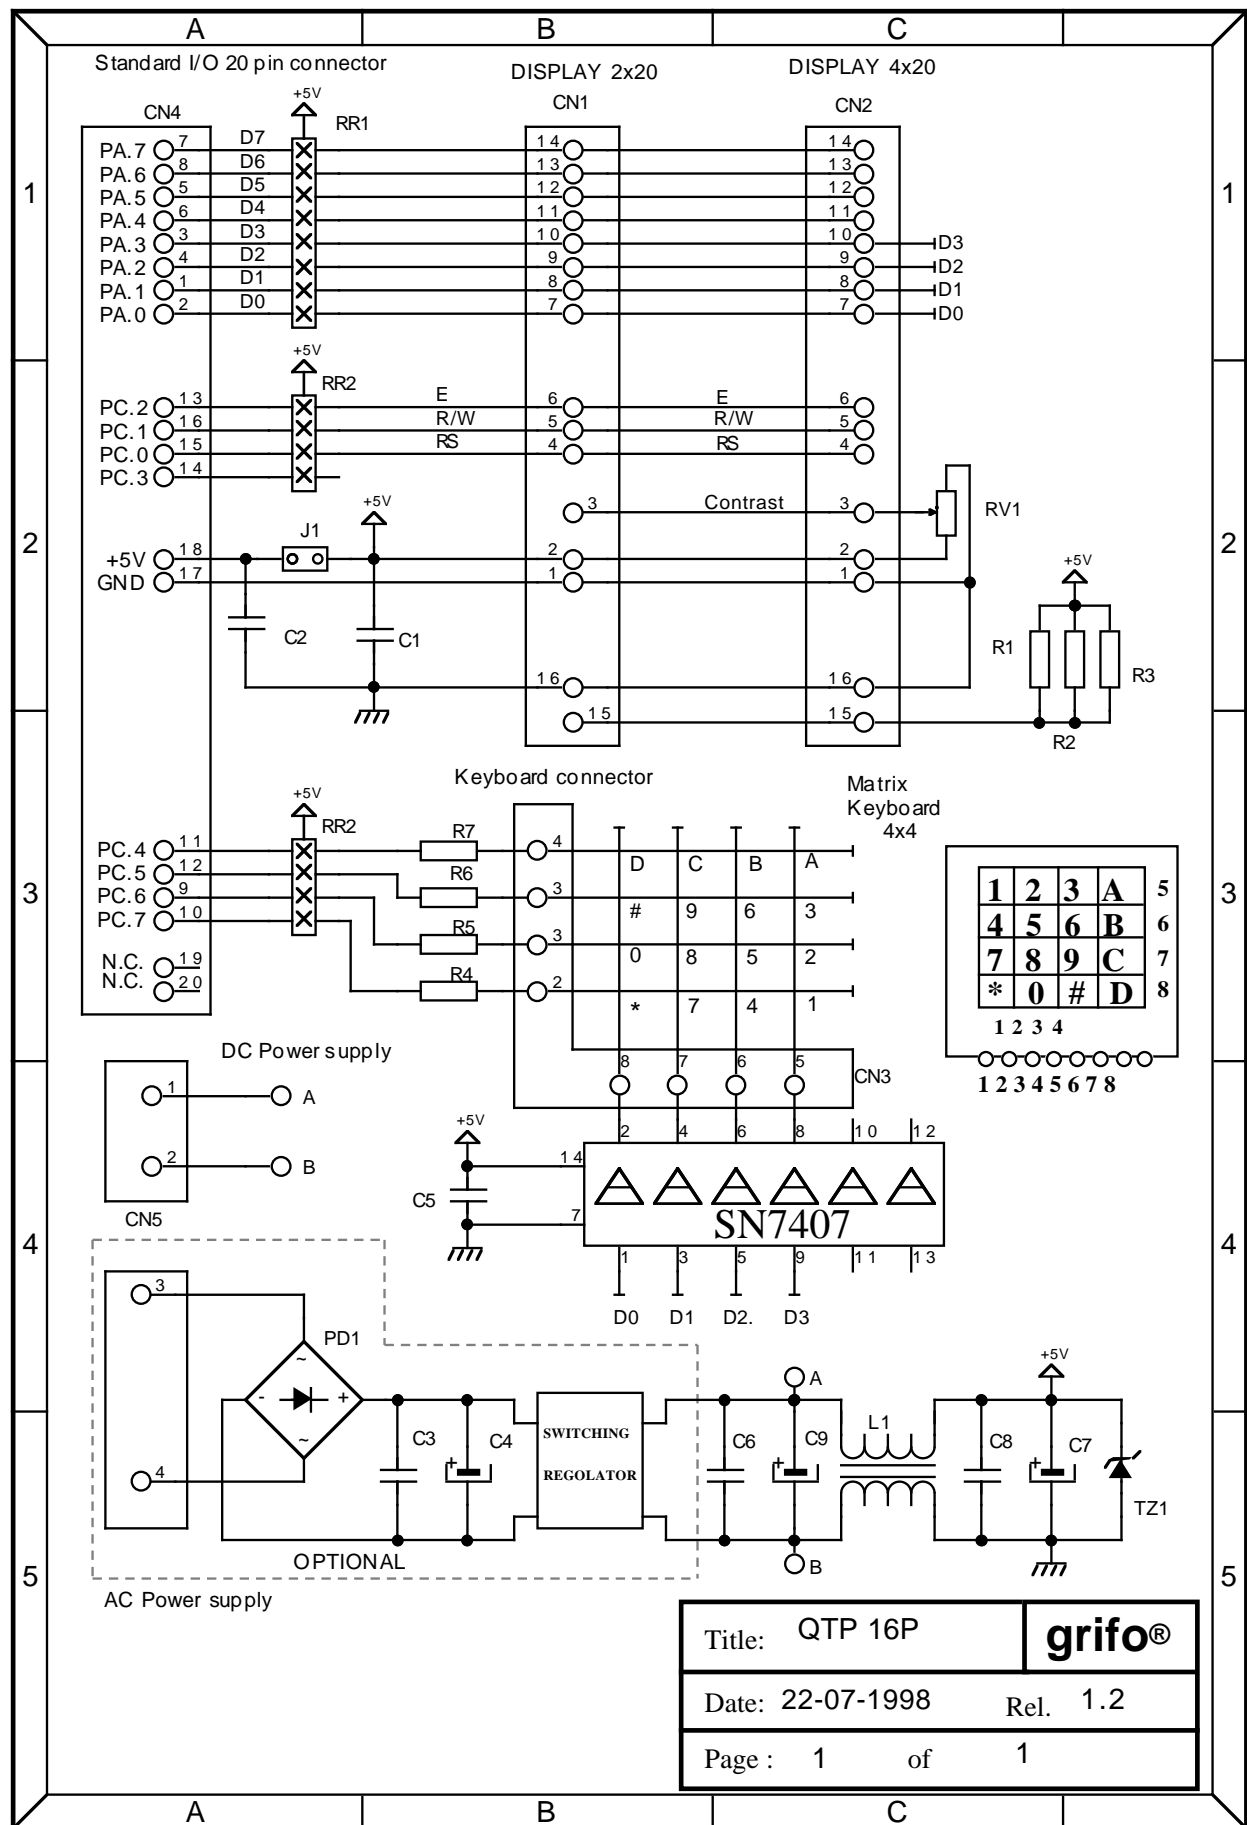 A B C
Standard I/O 20 pin connector
DISPLAY 2x20
DISPLAY 4x20
CN4
+5V
RR1
CN1
CN2
1
1
PA.7 7 D7 14 14
PA.6 8 D6 13 13
PA.5 5 D5 12 12
PA.4 6 D4 11 11
PA.3 3 D3 10 10 D3
PA.2 4 D2 9 9 D2
PA.1 1 D1 8 8 D1
PA.0 2 D0 7 7 D0
+5V
RR2
PC.2 13 E 6 E 6
PC.1 16 R/W 5 R/W 5
PC.0 15 RS 4 RS 4
PC.3 14
3 Contrast 3
RV1
+5V
J1
2
2
+5V 18 2 2
GND 17 1 1
+5V
C2
C1
R1
R3
16 16
15 15
R2
Keyboard connector
Matrix
Keyboard
4x4
+5V
RR2
PC.4 11 R7 4
PC.5 12 R6 3
PC.6 9 R5 3
PC.7 10 R4 2
D C B A
# 9 6 3
0 8 5 2
* 7 4 1
3
3
1 2 3 A 5
4 5 6 B 6
7 8 9 C 7
* 0 # D 8
1 2 3 4
1 2 3 4 5 6 7 8
N.C. 19
N.C. 20
DC Power supply
8 7 6 5
CN3
1 A
2 B
CN5
+5V
C5
2 4 6 8 10 12
14
7
SN7407
1 3 5 9 11 13
D0 D1 D2. D3
4
4
3
PD1
~
- +
~
4
C3
C4
+
SWITCHING
REGOLATOR
OPTIONAL
AC Power supply
A
C6
C9
+
L1
B
+5V
C8
C7
+
TZ1
5
5
Title: QTP 16P
grifo®
Date: 22-07-1998 Rel. 1.2
Page : 1 of 1
A B C